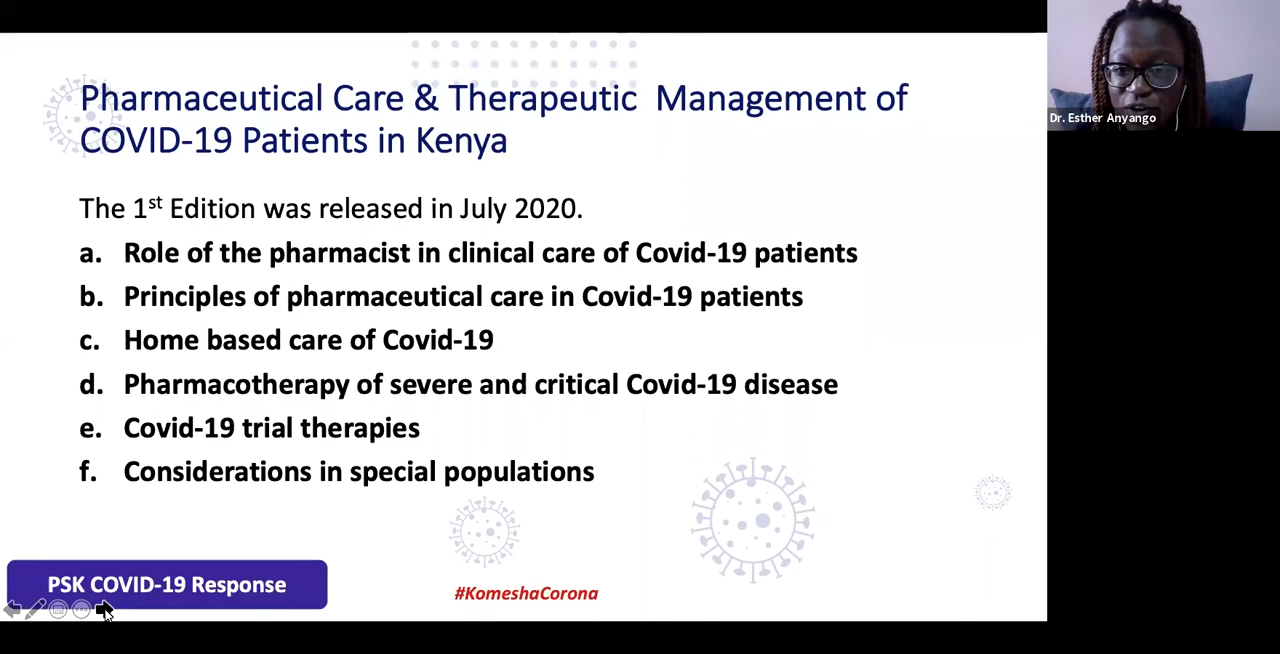 Pharmaceutical Care & Therapeutic Management of
COVID-19 Patients in Kenya
The 1st Edition was released in July 2020.
a. Role of the pharmacist in clinical care of Covid-19 patients
b. Principles of pharmaceutical care in Covid-19 patients
c. Home based care of Covid-19
d. Pharmacotherapy of severe and critical Covid-19 disease
e. Covid-19 trial therapies
f. Considerations in special populations
PSK COVID-19 Response
#KomeshaCorona
Dr. Esther Anyango